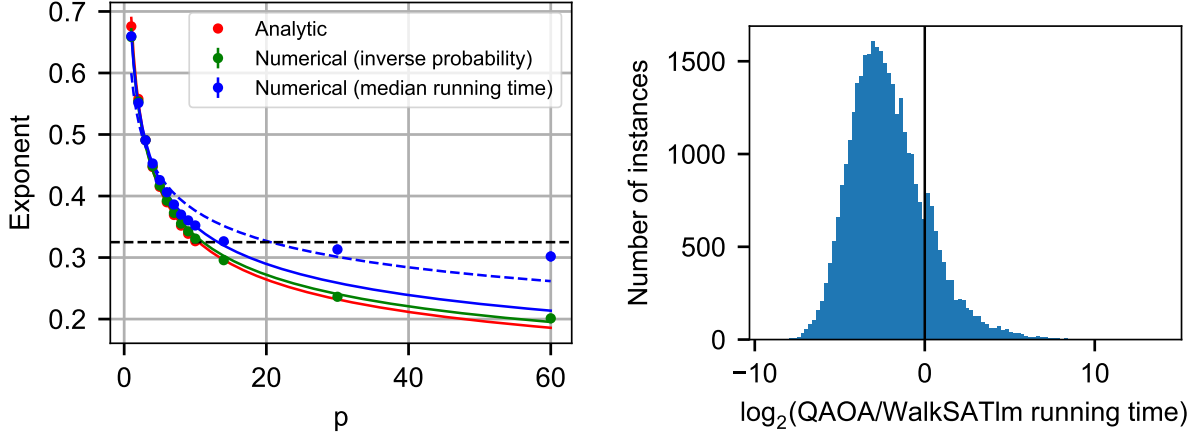 0.7
0.6
0.5
0.4
0.3
0.2
Exponent
Analytic
Numerical (inverse probability)
Numerical (median running time)
0 20 40 60
p
1500
1000
500
0
Number of instances
−10 0 10
log2(QAOA/WalkSATlm running time)